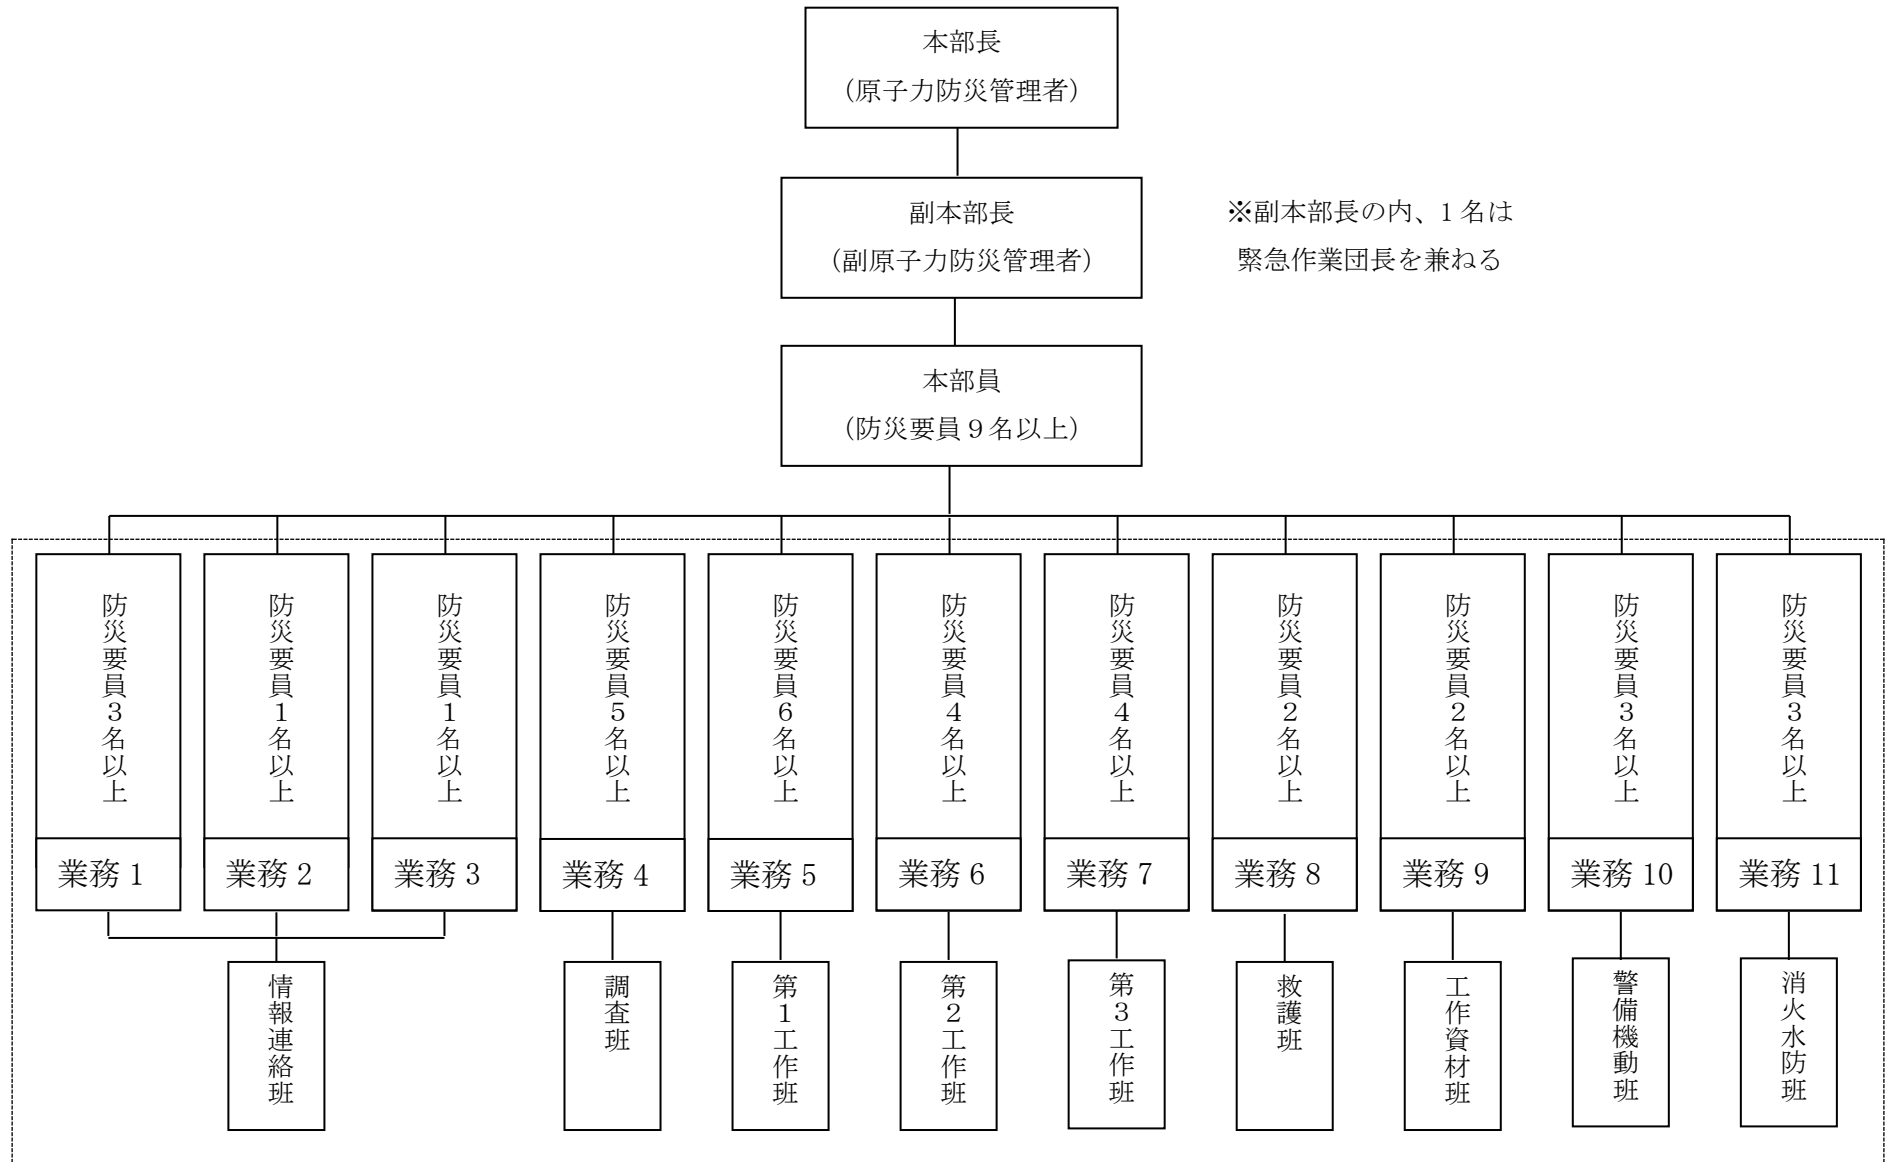 本部長
（原子力防災管理者）
副本部長
（副原子力防災管理者）
※副本部長の内、1名は
緊急作業団長を兼ねる
本部員
（防災要員９名以上）
防災要員３名以上
防災要員１名以上
防災要員１名以上
防災要員５名以上
防災要員６名以上
防災要員４名以上
防災要員４名以上
防災要員２名以上
防災要員２名以上
防災要員３名以上
防災要員３名以上
業務 1
業務 2
業務 3
業務 4
業務 5
業務 6
業務 7
業務 8
業務 9
業務 10
業務 11
情報連絡班
調査班
第１工作班
第２工作班
第３工作班
救護班
工作資材班
警備機動班
消火水防班